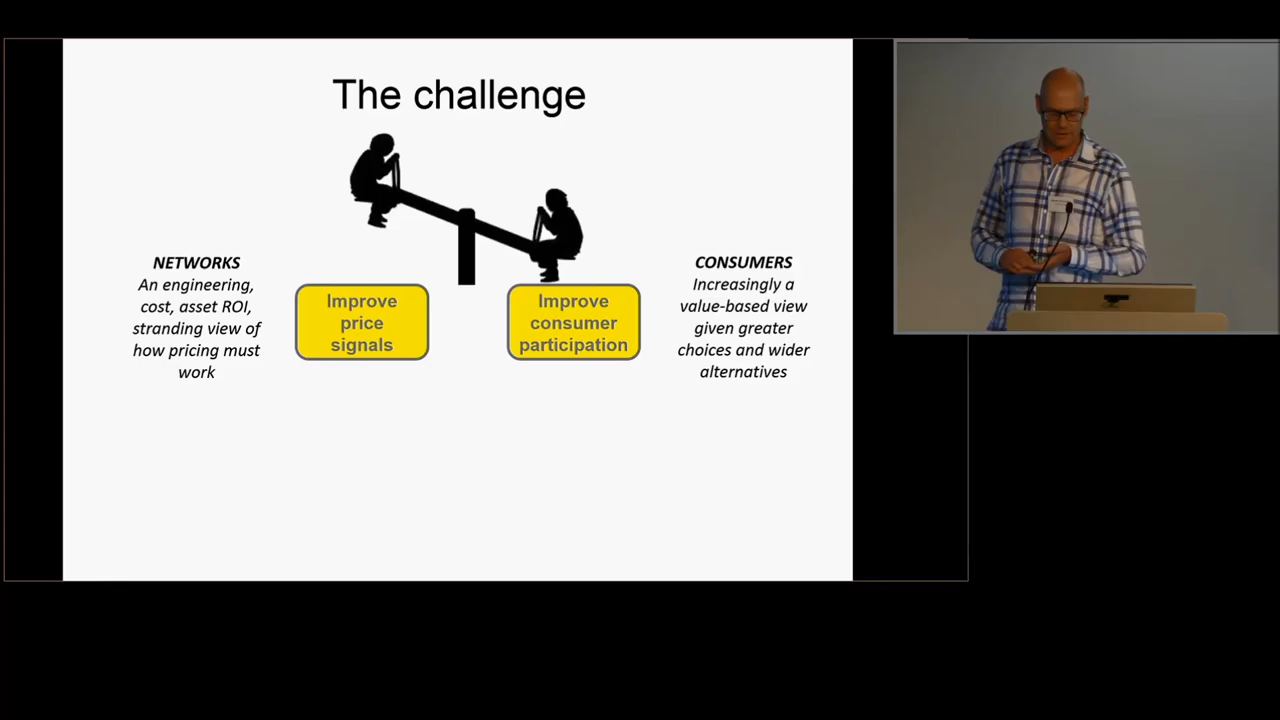 The challenge
NETWORKS
An engineering,
cost, asset ROI,
stranding view of
how pricing must
work
Improve
price
signals
Improve
consumer
participation
CONSUMERS
Increasingly a
value-based view
given greater
choices and wider
alternatives